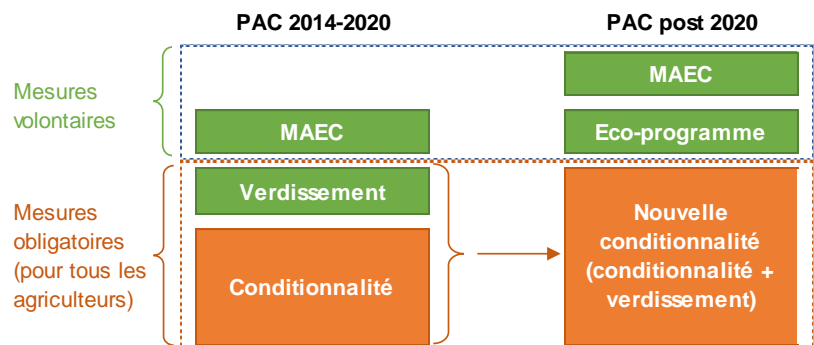 PAC 2014-2020
PAC post 2020
Mesures
volontaires
MAEC
MAEC
Eco-programme
Mesures
obligatoires
(pour tous les
agriculteurs)
Verdissement
Conditionnalité
Nouvelle
conditionnalité
(conditionnalité +
verdissement)